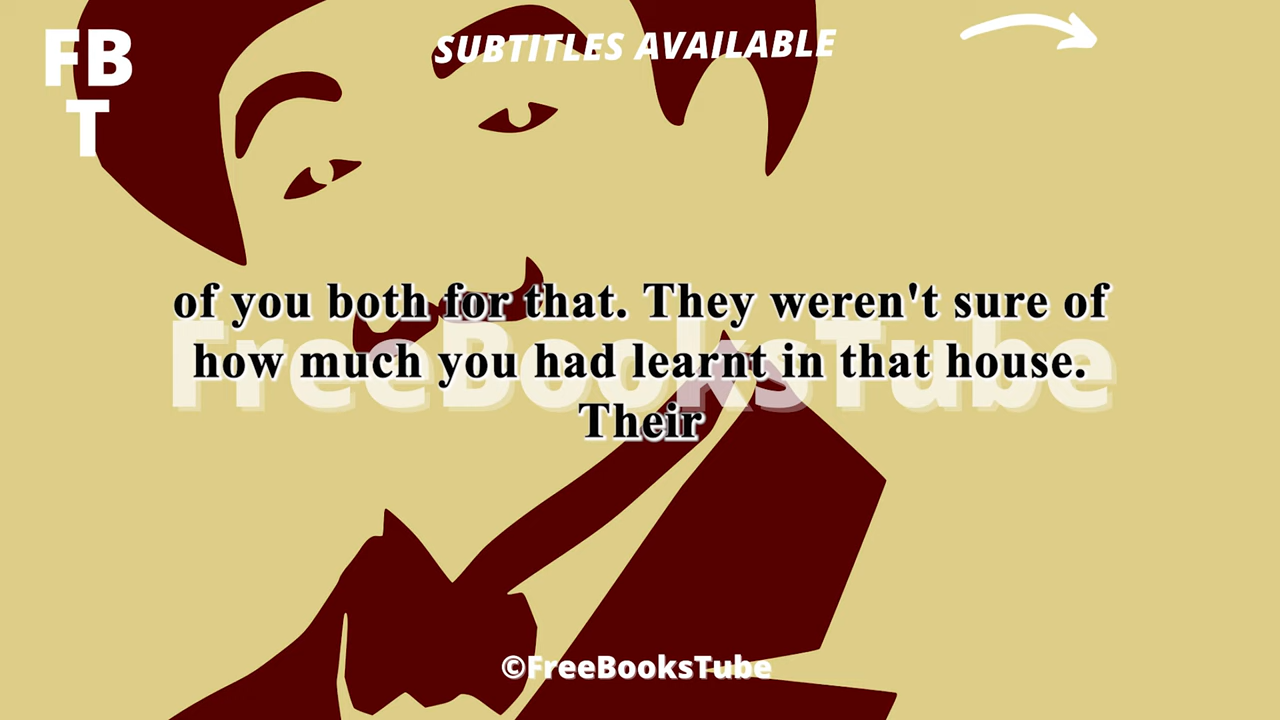 FB
T
SUBTITLES AVAILABLE
of you both for that. They weren't sure of
how much you had learnt in that house.
Their
FreeBooksTube
©FreeBooksTube